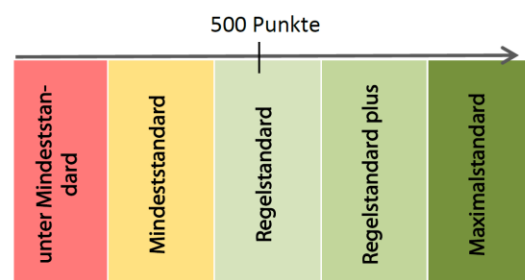 500 Punkte
unter Mindeststan-
dard
Mindeststandard
Regelstandard
Regelstandard plus
Maximalstandard